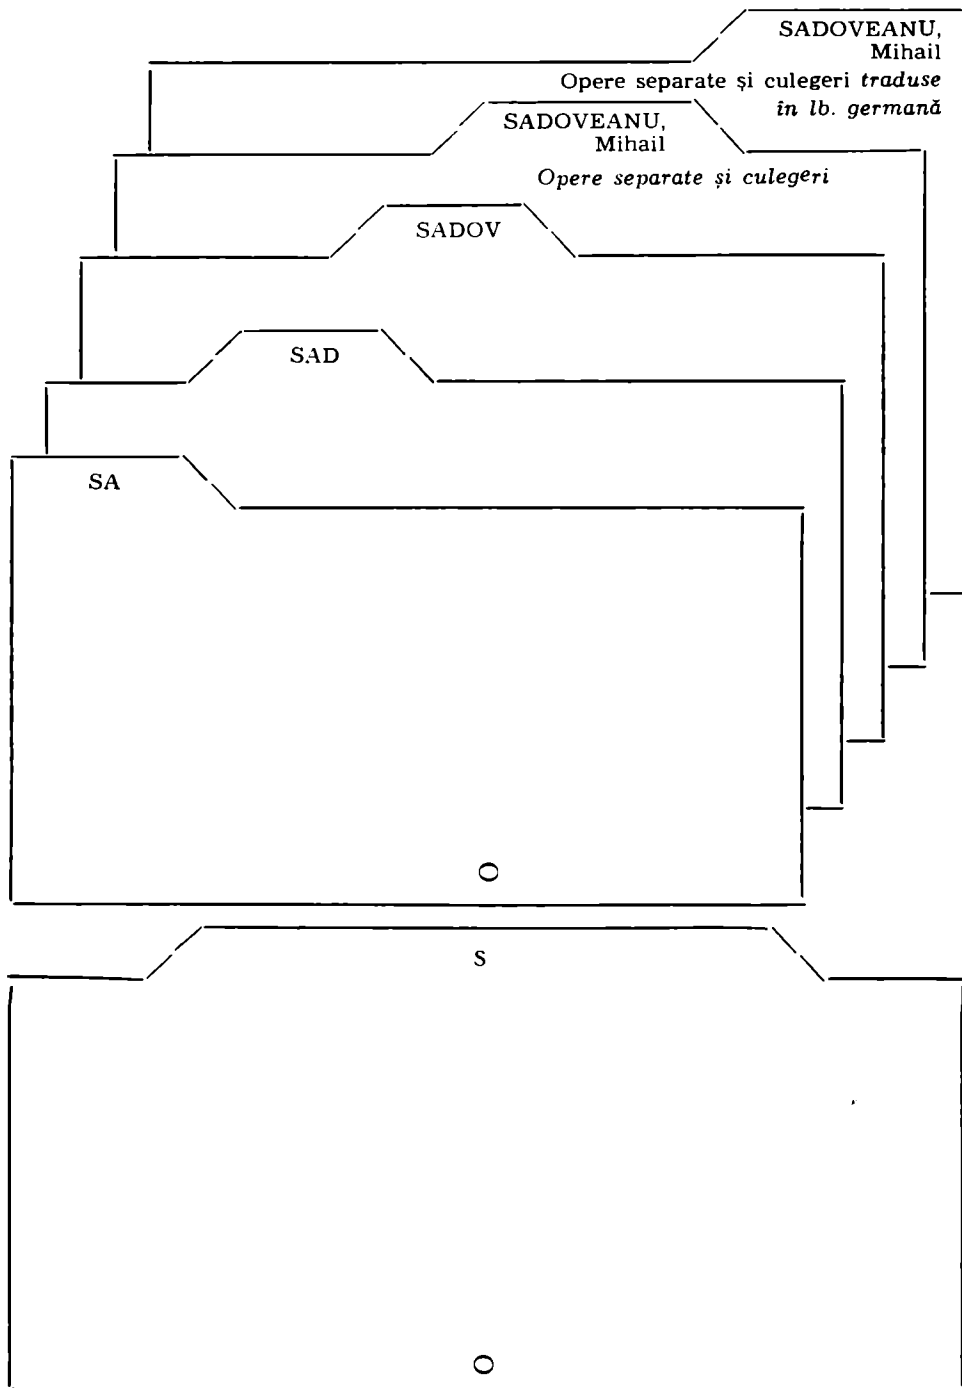 SADOVEANU,
Mihail
Opere separate și culegeri traduse
în lb. germană
SADOVEANU,
Mihail
Opere separate și culegeri
SADOV
SAD
SA
S